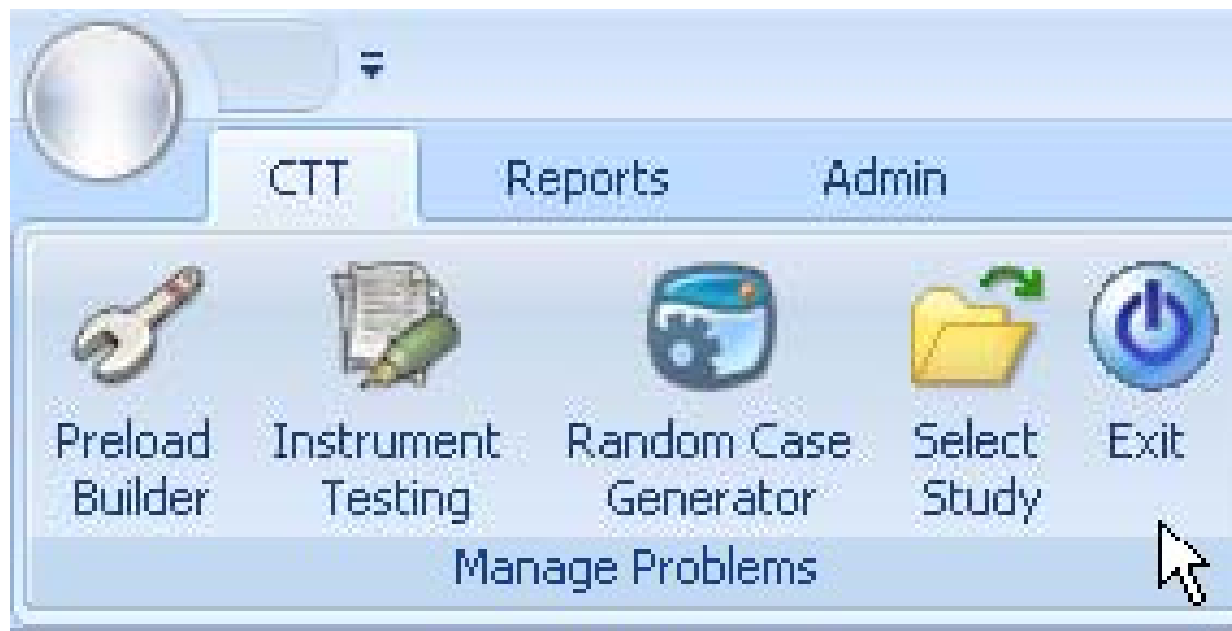 CTT Reports Admin
Preload Instrument Random Case Select Exit
Builder Testing Generator Study
Manage Problems